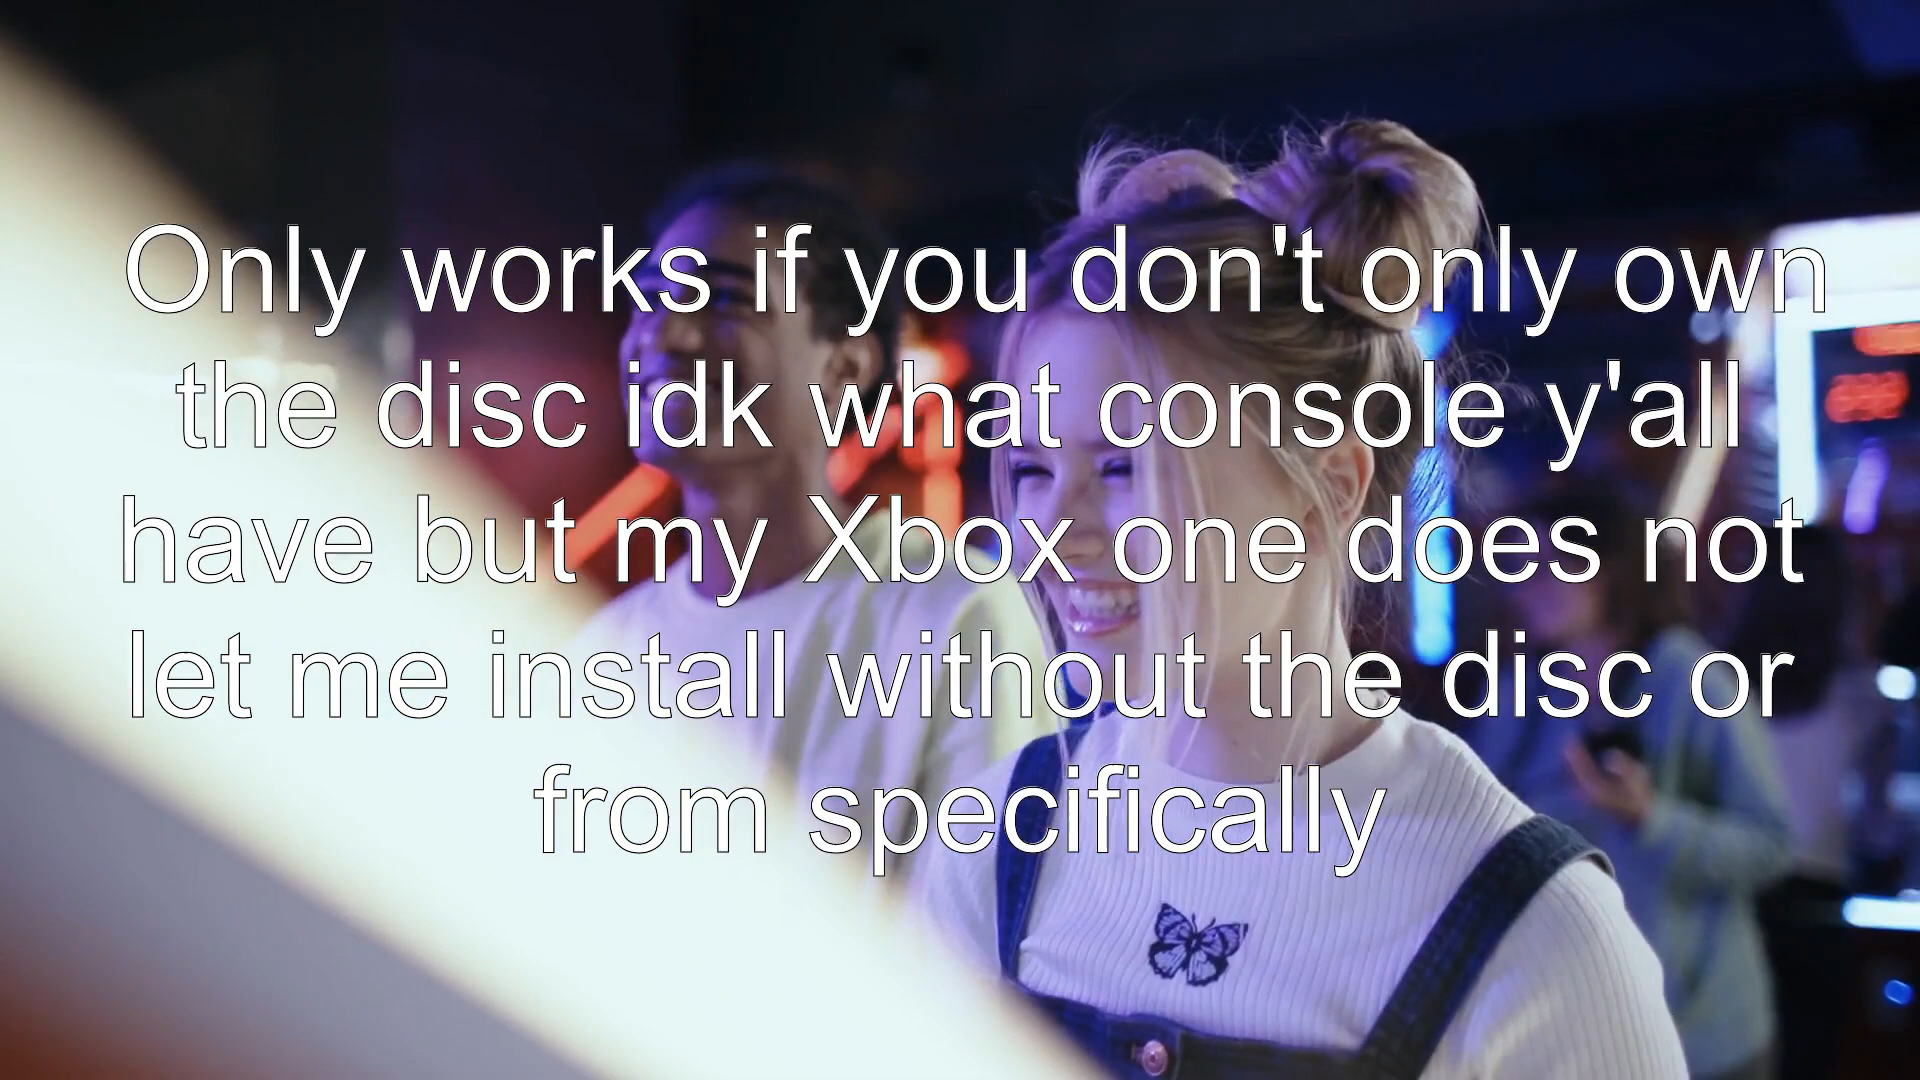 Only works if you don't only own
the disc idk what console y'all
have but my Xbox one does not
let me install without the disc or
from specifically